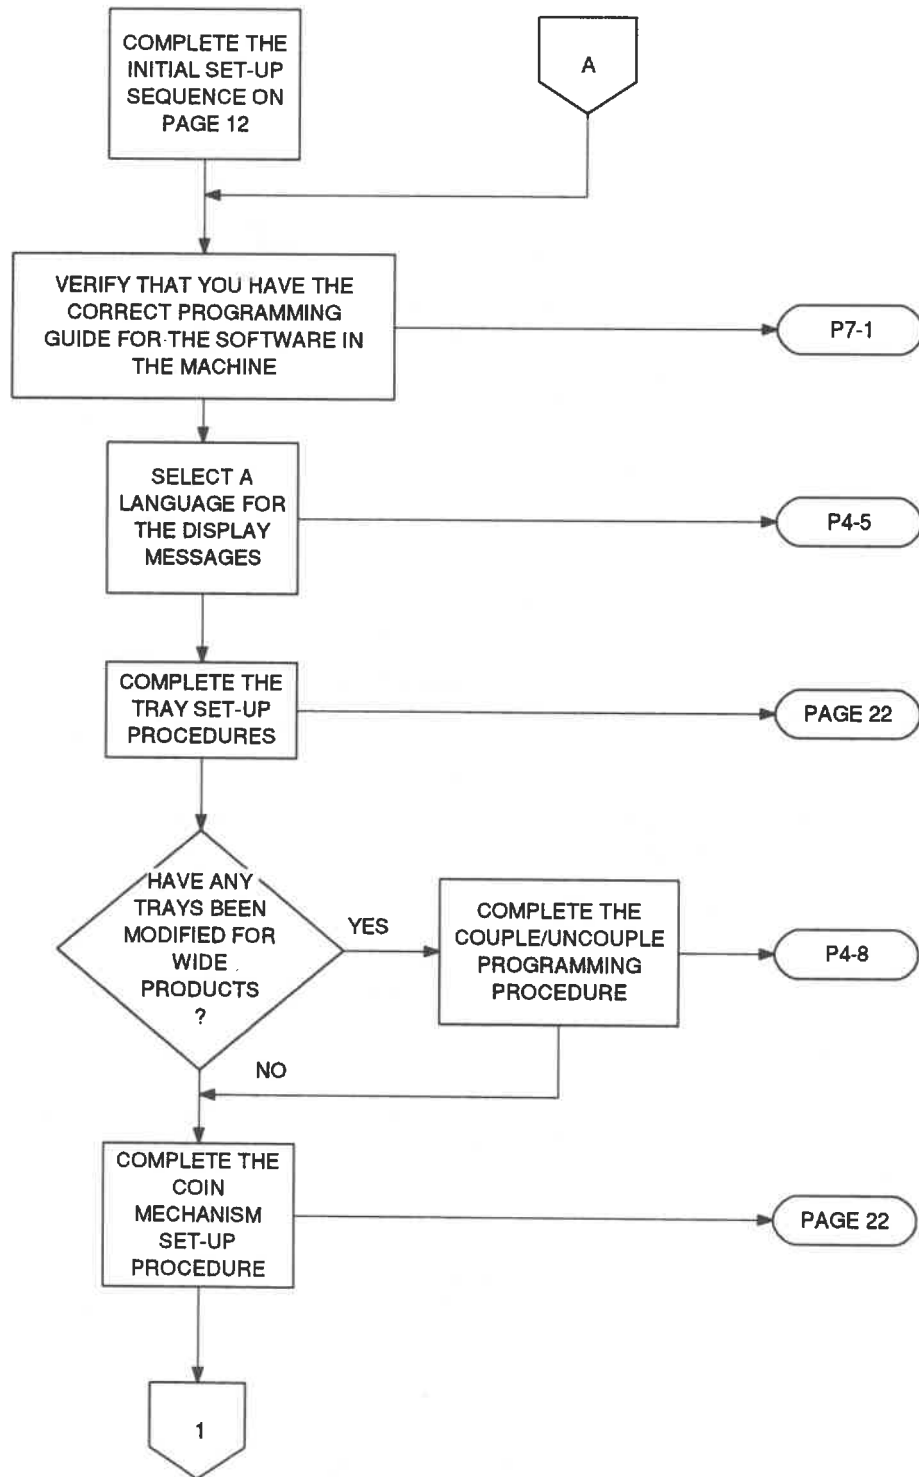 COMPLETE THE
INITIAL SET-UP
SEQUENCE ON
PAGE 12
A
VERIFY THAT YOU HAVE THE
CORRECT PROGRAMMING
GUIDE FOR THE SOFTWARE IN
THE MACHINE
P7-1
SELECT A
LANGUAGE FOR
THE DISPLAY
MESSAGES
P4-5
COMPLETE THE
TRAY SET-UP
PROCEDURES
PAGE 22
HAVE ANY
TRAYS BEEN
MODIFIED FOR
WIDE
PRODUCTS
?
YES
COMPLETE THE
COUPLE/UNCOUPLE
PROGRAMMING
PROCEDURE
P4-8
NO
COMPLETE THE
COIN
MECHANISM
SET-UP
PROCEDURE
PAGE 22
1